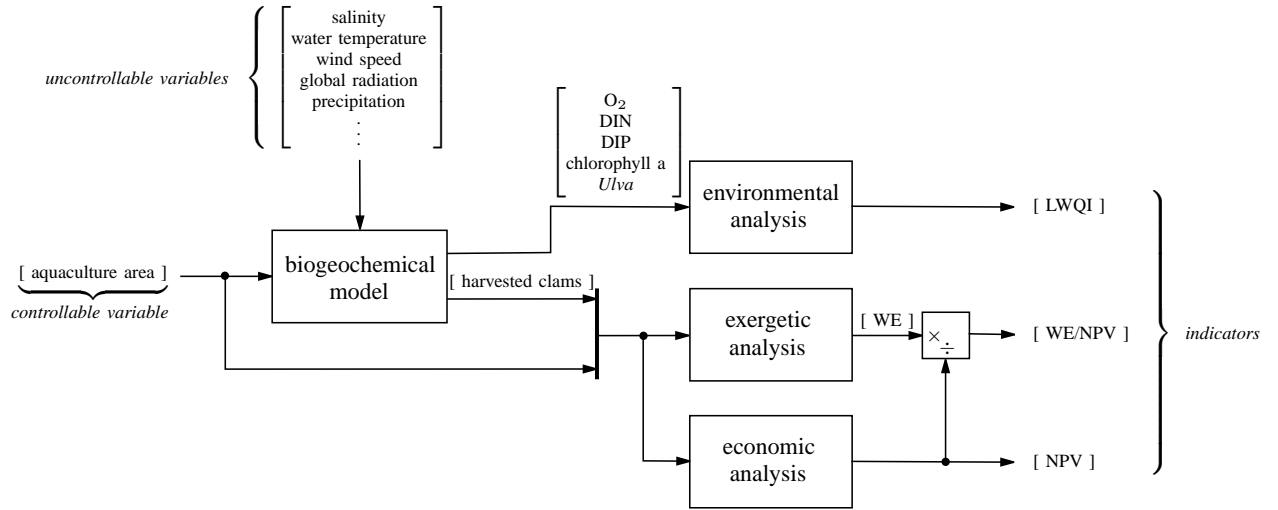 salinity
water temperature
wind speed
global radiation
precipitation
⋮
uncontrollable variables
O₂
DIN
DIP
chlorophyll a
Ulva
environmental
analysis
[ LWQI ]
biogeochemical
model
[ aquaculture area ]
controllable variable
[ harvested clams ]
exergetic
analysis
[ WE ]
×
÷
[ WE/NPV ]
indicators
economic
analysis
[ NPV ]